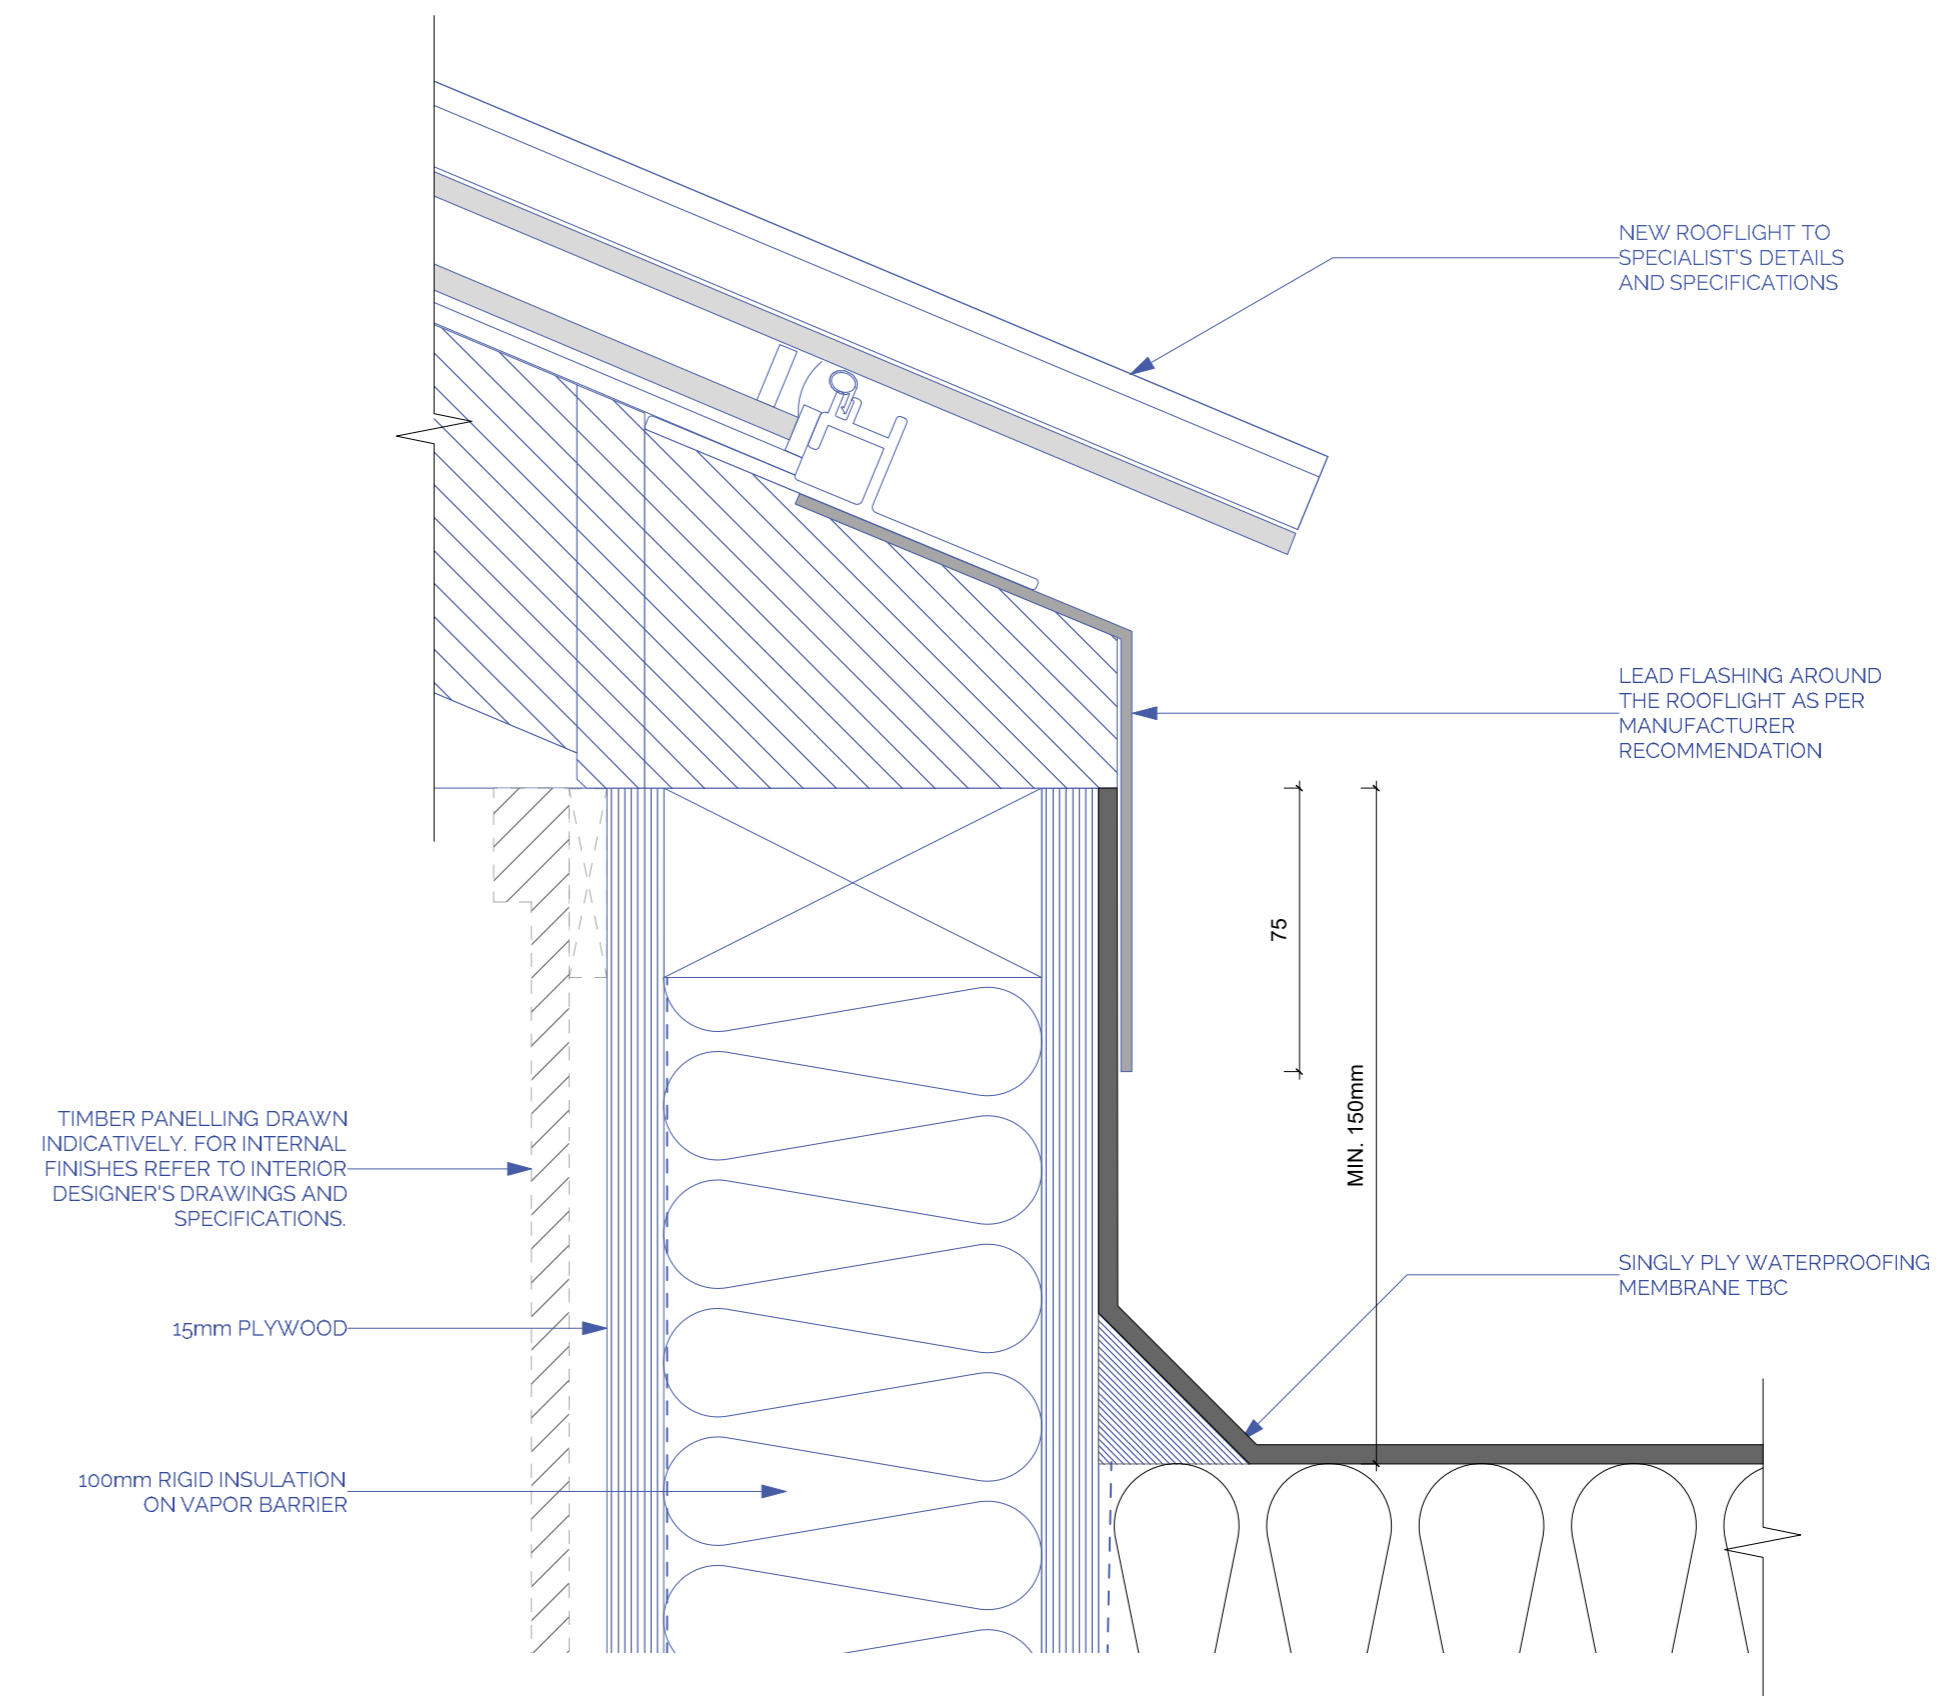 NEW ROOFLIGHT TO
SPECIALIST'S DETAILS
AND SPECIFICATIONS
LEAD FLASHING AROUND
THE ROOFLIGHT AS PER
MANUFACTURER
RECOMMENDATION
75
MIN. 150mm
TIMBER PANELLING DRAWN
INDICATIVELY. FOR INTERNAL
FINISHES REFER TO INTERIOR
DESIGNER'S DRAWINGS AND
SPECIFICATIONS.
SINGLY PLY WATERPROOFING
MEMBRANE TBC
15mm PLYWOOD
100mm RIGID INSULATION
ON VAPOR BARRIER